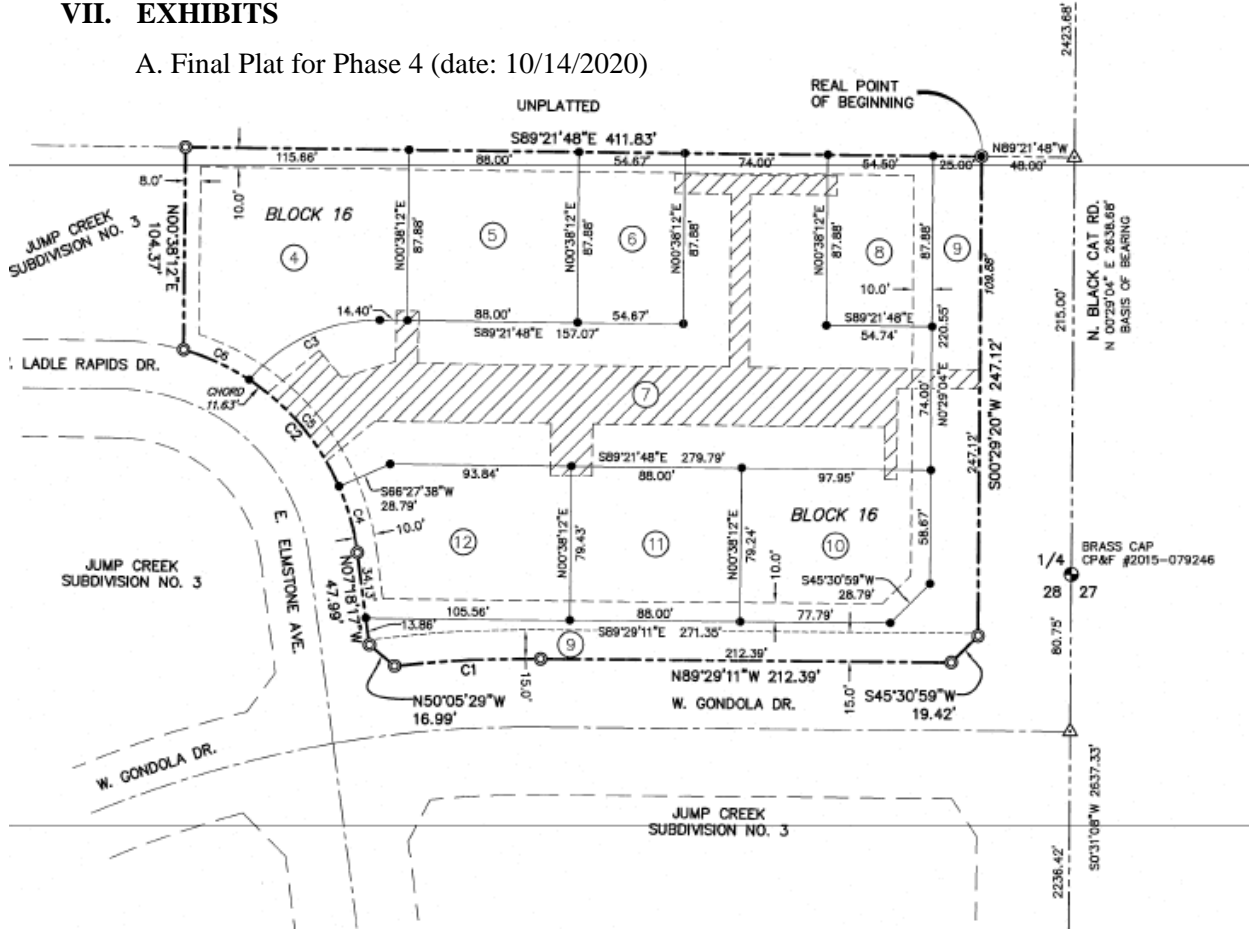 VII. EXHIBITS
A. Final Plat for Phase 4 (date: 10/14/2020)
2423.68'
REAL POINT
OF BEGINNING
UNPLATTED
S89°21'48"E 411.83'
N89°21'48"W
115.66'
88.00'
54.67'
74.00'
54.50'
25.00'
48.00'
8.0'
10.0'
BLOCK 16
JUMP CREEK
SUBDIVISION NO. 3
N00°38'12"E
104.37'
4
N00°38'12"E
87.88'
5
N00°38'12"E
87.88'
6
N00°38'12"E
87.88'
N00°38'12"E
87.88'
8
87.88'
9
109.88'
10.0'
N. BLACK CAT RD.
N 00°29'04" E 2638.68'
BASIS OF BEARING
215.00'
14.40'
88.00'
54.67'
S89°21'48"E 157.07'
S89°21'48"E
54.74'
220.55'
N0°29'04"E
74.00'
S00°29'20"W 247.12'
247.12'
C3
C6
LADLE RAPIDS DR.
CHORD
11.63'
C5
C2
7
S89°21'48"E 279.79'
93.84'
88.00'
97.95'
S66°27'38"W
28.79'
C4
10.0'
BLOCK 16
12
N00°38'12"E
79.43'
11
N00°38'12"E
79.24'
10
58.67'
10.0'
S45°30'59"W
28.79'
E. ELMSTONE AVE.
JUMP CREEK
SUBDIVISION NO. 3
N07°18'17"W
47.99'
34.13'
13.86'
105.56'
88.00'
77.79'
S89°29'11"E 271.35'
9
BRASS CAP
CP&F #2015-079246
1/4
28
27
80.75'
212.39'
C1
15.0'
N89°29'11"W 212.39'
15.0'
N50°05'29"W
16.99'
W. GONDOLA DR.
S45°30'59"W
19.42'
W. GONDOLA DR.
JUMP CREEK
SUBDIVISION NO. 3
S0°31'08"W 2637.33'
2236.42'